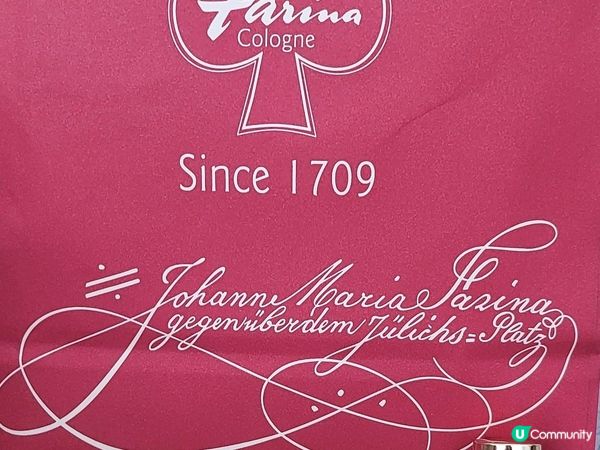 Farina
Cologne
Since 1709
Johann Maria Farina
gegenüber dem Jülichs=Platz
U Community